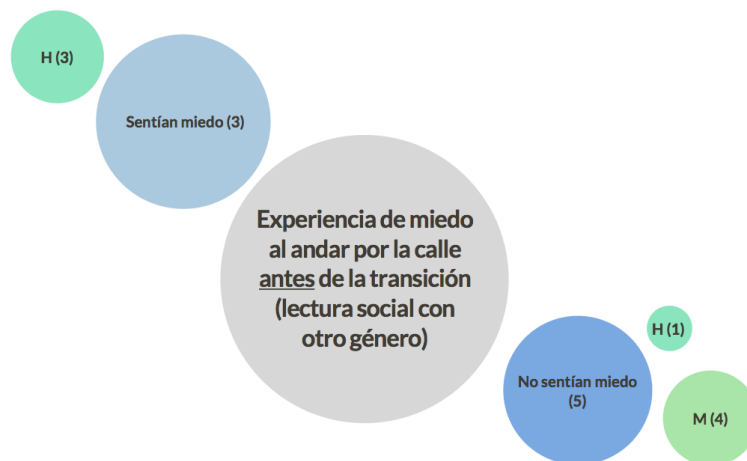 H (3)
Sentían miedo (3)
Experiencia de miedo
al andar por la calle
antes de la transición
(lectura social con
otro género)
H (1)
No sentían miedo
(5)
M (4)